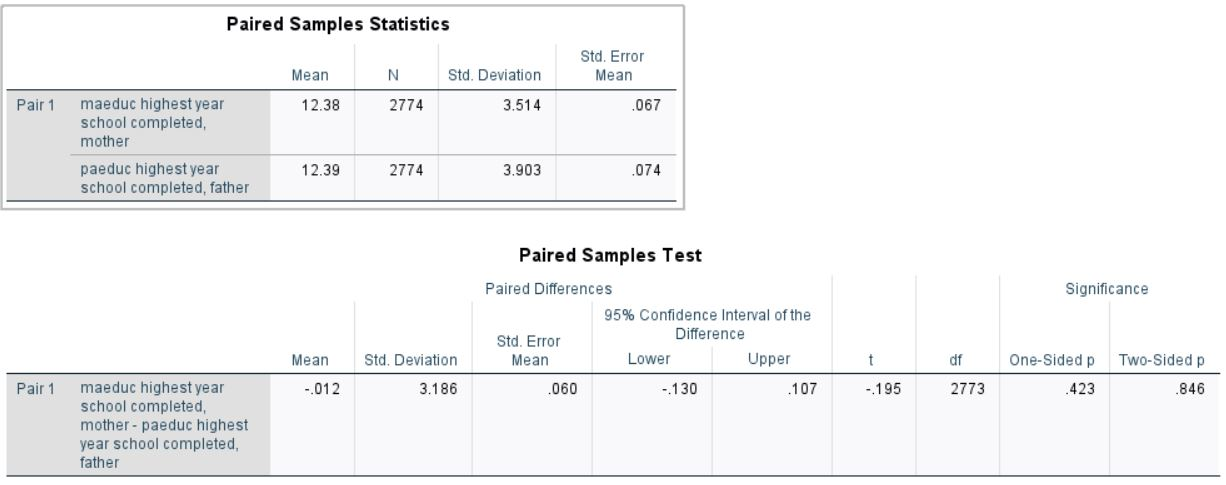 Paired Samples Statistics
Mean N Std. Deviation Std. Error Mean
Pair 1 maeduc highest year school completed, mother 12.38 2774 3.514 .067
paeduc highest year school completed, father 12.39 2774 3.903 .074
Paired Samples Test
Paired Differences Significance
95% Confidence Interval of the Difference
Mean Std. Deviation Std. Error Mean Lower Upper t df One-Sided p Two-Sided p
Pair 1 maeduc highest year school completed, mother - paeduc highest year school completed, father -.012 3.186 .060 -.130 .107 -.195 2773 .423 .846